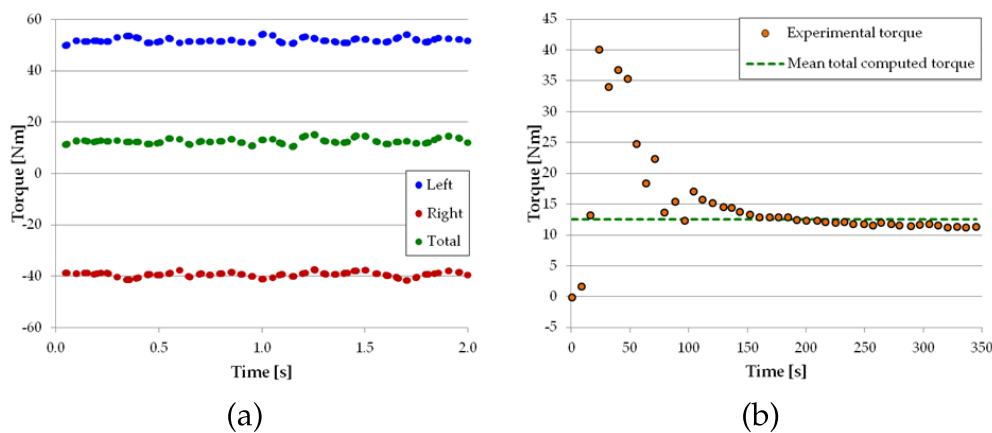 60
40
20
0
-20
-40
-60
Torque [Nm]
Left
Right
Total
0.0 0.5 1.0 1.5 2.0
Time [s]
(a)
45
40
35
30
25
20
15
10
5
0
-5
Torque [Nm]
Experimental torque
Mean total computed torque
0 50 100 150 200 250 300 350
Time [s]
(b)